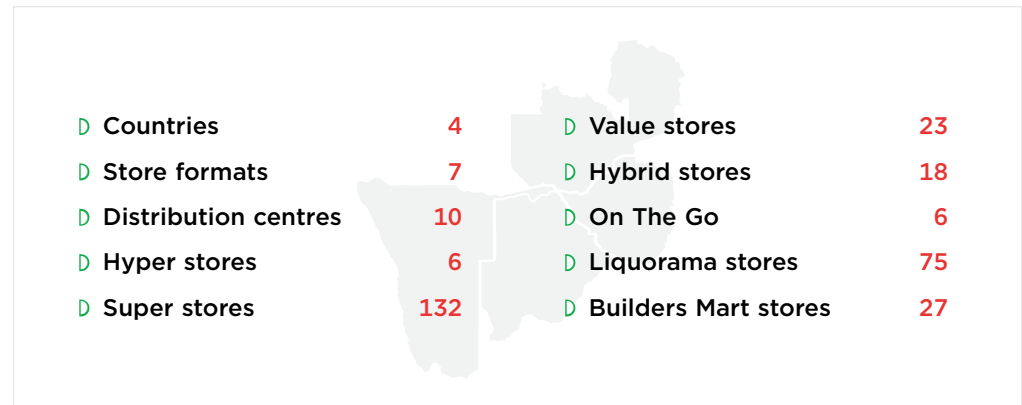 Countries 4
Store formats 7
Distribution centres 10
Hyper stores 6
Super stores 132
Value stores 23
Hybrid stores 18
On The Go 6
Liquorama stores 75
Builders Mart stores 27